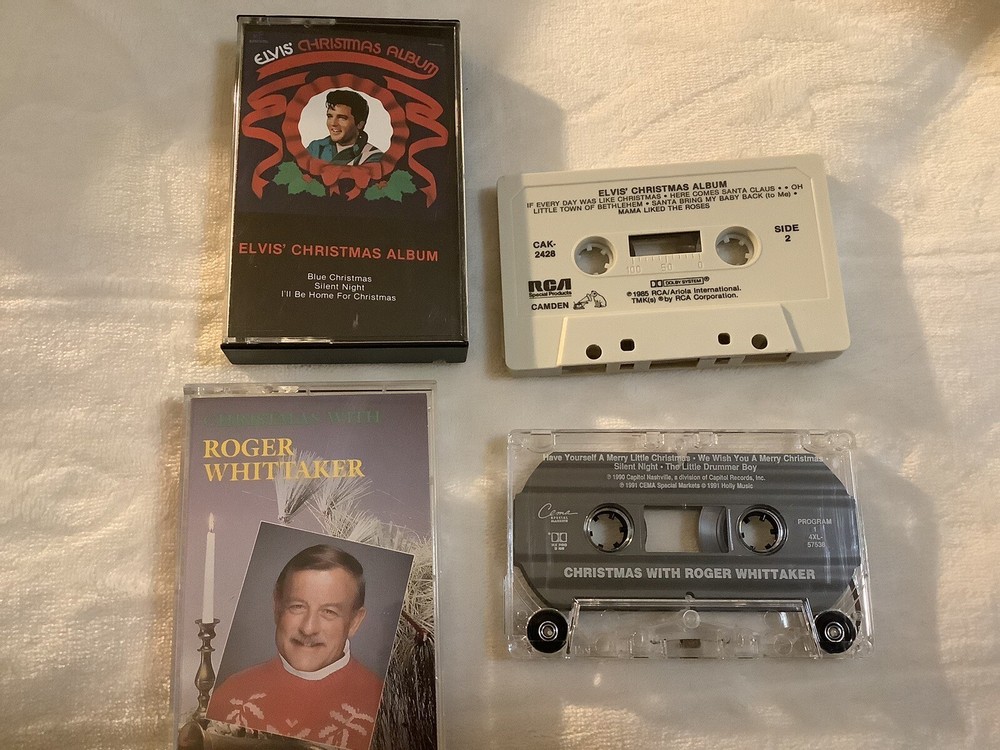 ELVIS' CHRISTMAS ALBUM
ELVIS' CHRISTMAS ALBUM
Blue Christmas
Silent Night
I'll Be Home For Christmas
ELVIS' CHRISTMAS ALBUM
IF EVERY DAY WAS LIKE CHRISTMAS • HERE COMES SANTA CLAUS • • OH
LITTLE TOWN OF BETHLEHEM • SANTA BRING MY BABY BACK (to Me) •
MAMA LIKED THE ROSES
CAK-
2428
SIDE
2
100 50 0
RCA
Special Products
CAMDEN
DOLBY SYSTEM®
℗ 1985 RCA/Ariola International.
TMK(s) ® by RCA Corporation.
CHRISTMAS WITH
ROGER
WHITTAKER
Have Yourself A Merry Little Christmas • We Wish You A Merry Christmas
Silent Night • The Little Drummer Boy
℗ 1990 Capitol Nashville, a division of Capitol Records, Inc.
℗ 1991 CEMA Special Markets © 1991 Holly Music
Cema
SPECIAL
MARKETS
PROGRAM
1
4XL-
57538
CHRISTMAS WITH ROGER WHITTAKER